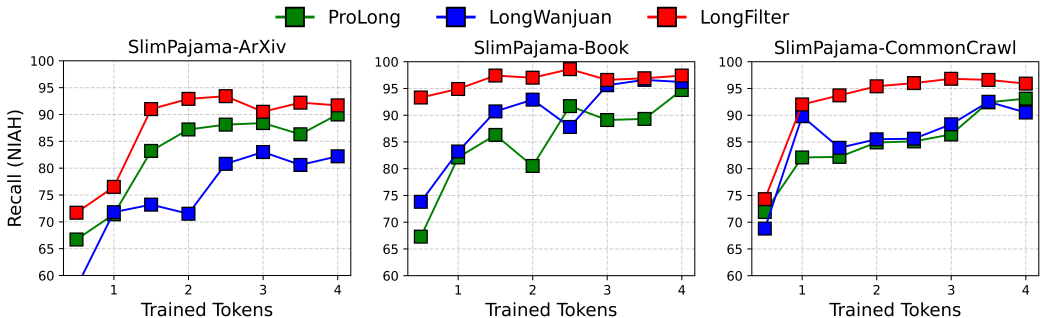 ProLong LongWanjuan LongFilter
SlimPajama-ArXiv
Recall (NIAH)
100
95
90
85
80
75
70
65
60
1 2 3 4
Trained Tokens
SlimPajama-Book
100
95
90
85
80
75
70
65
60
1 2 3 4
Trained Tokens
SlimPajama-CommonCrawl
100
95
90
85
80
75
70
65
60
1 2 3 4
Trained Tokens